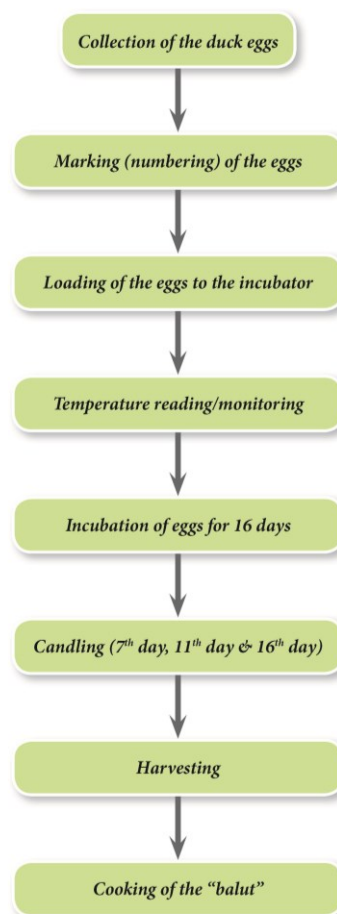 Collection of the duck eggs
Marking (numbering) of the eggs
Loading of the eggs to the incubator
Temperature reading/monitoring
Incubation of eggs for 16 days
Candling (7th day, 11th day & 16th day)
Harvesting
Cooking of the “balut”